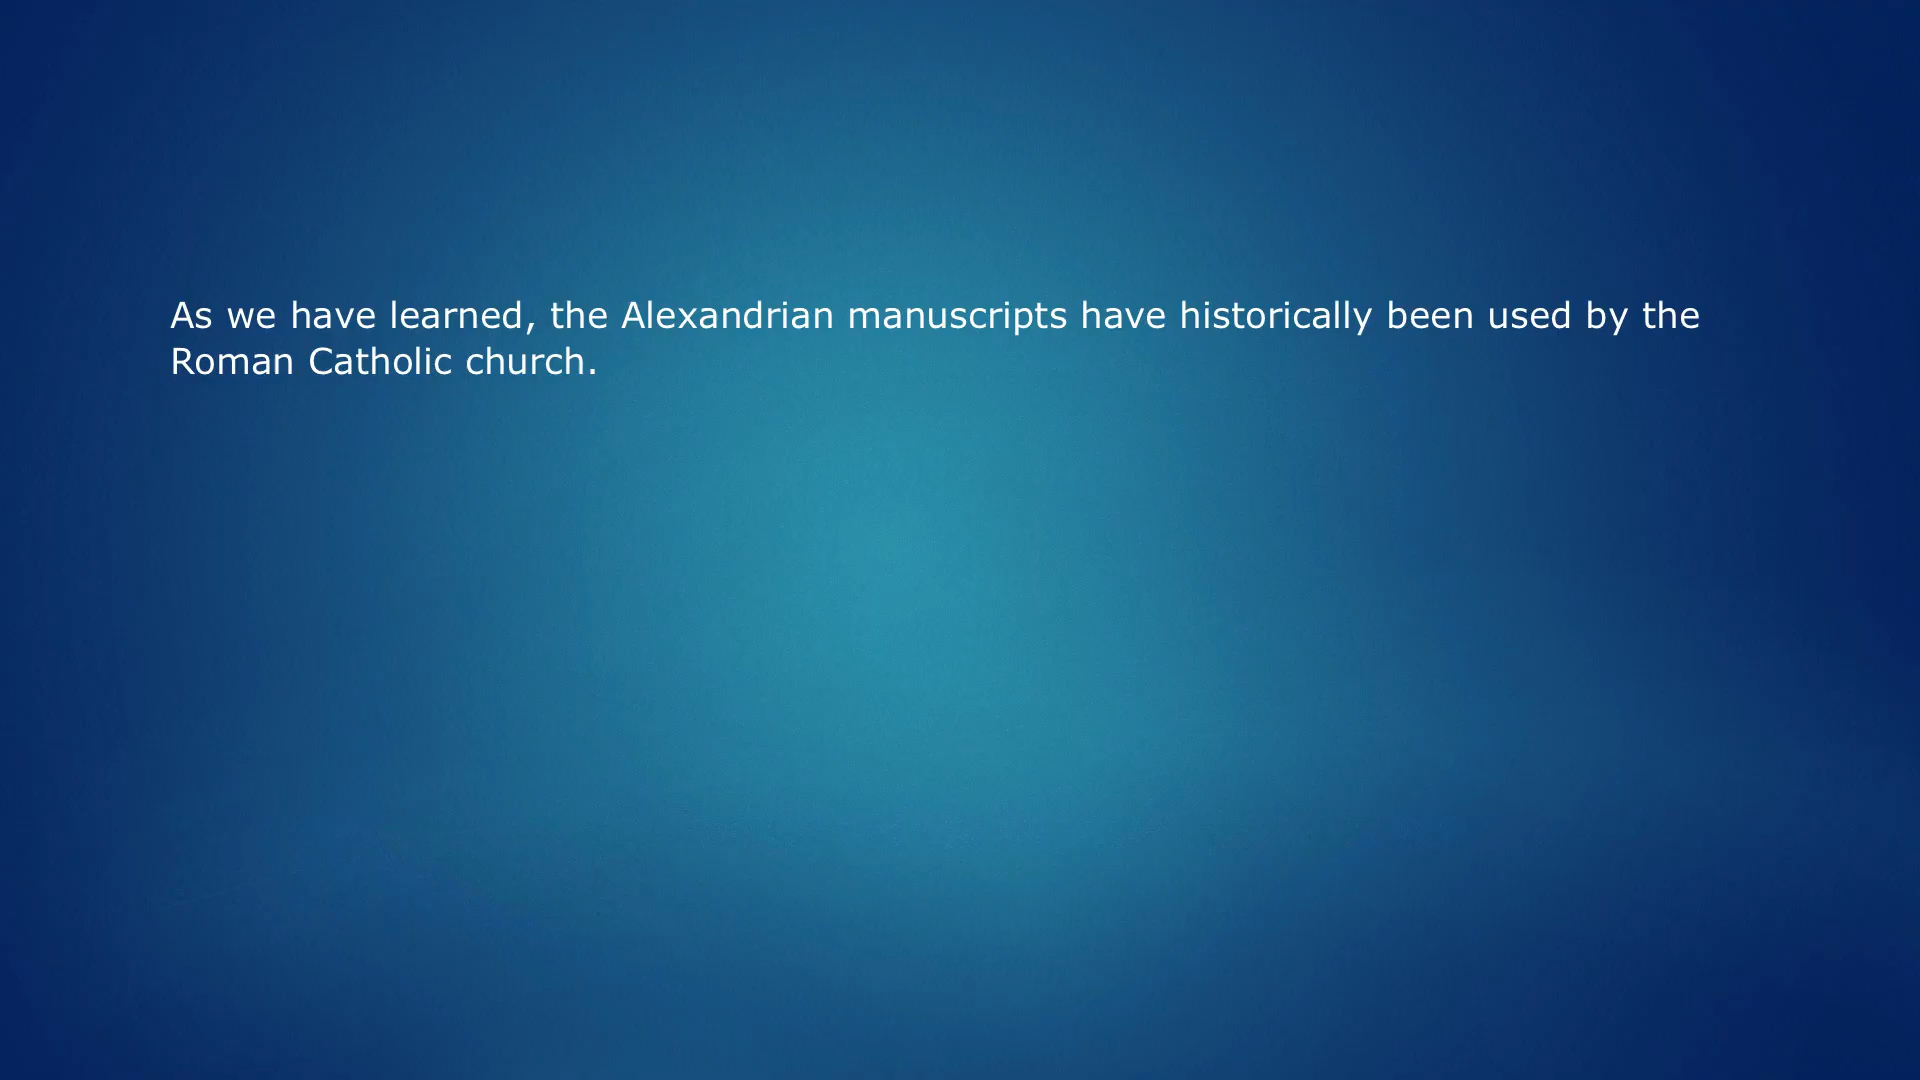 As we have learned, the Alexandrian manuscripts have historically been used by the
Roman Catholic church.